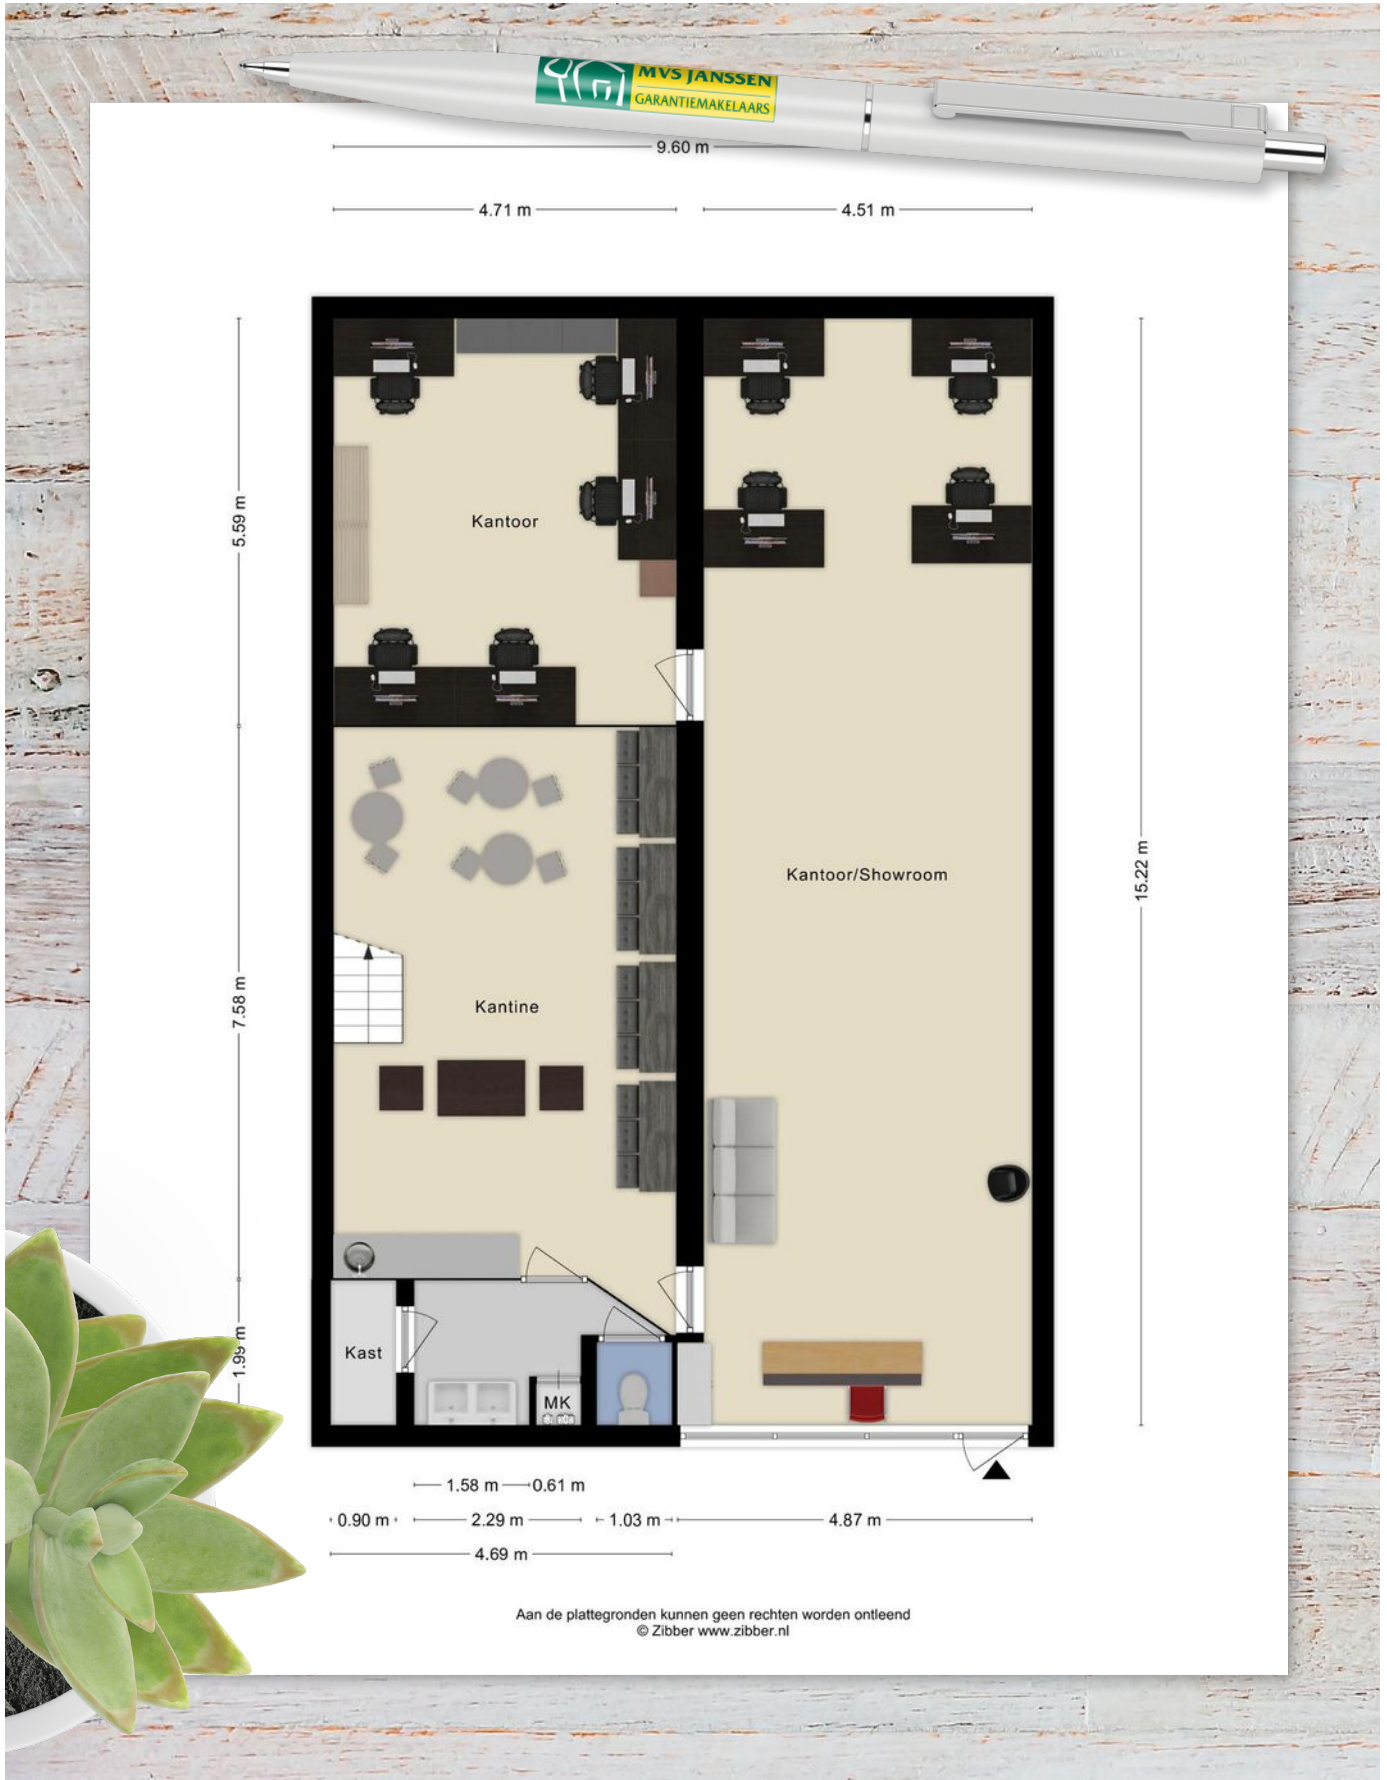 MVS JANSSEN
GARANTIEMAKELAARS
9.60 m
4.71 m
4.51 m
5.59 m
Kantoor
Kantoor/Showroom
15.22 m
7.58 m
Kantine
1.99 m
Kast
MK
1.58 m
0.61 m
0.90 m
2.29 m
1.03 m
4.87 m
4.69 m
Aan de plattegronden kunnen geen rechten worden ontleend
© Zibber www.zibber.nl